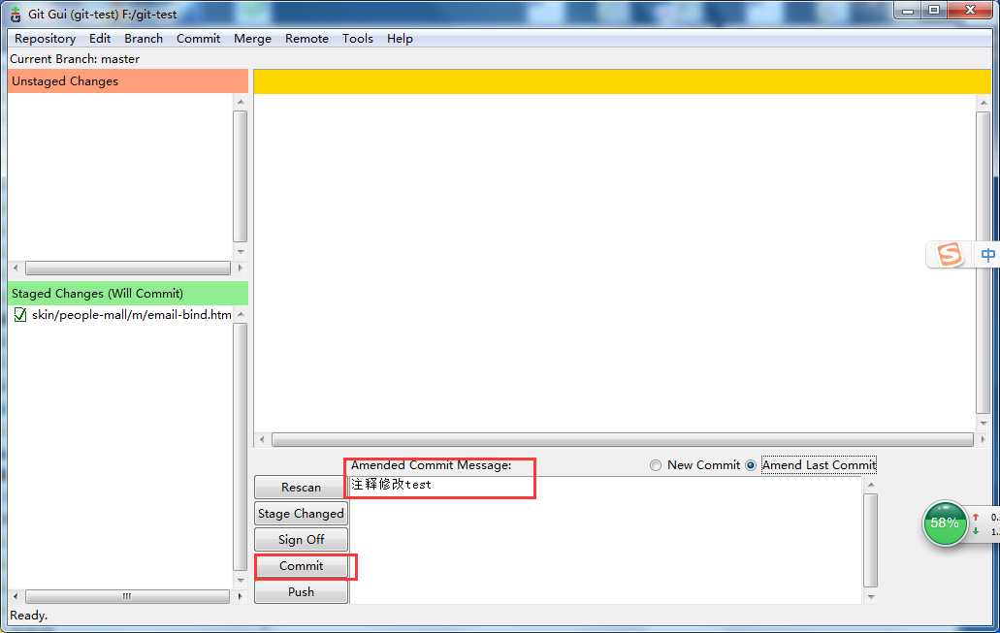 Git Gui (git-test) F:/git-test
Repository Edit Branch Commit Merge Remote Tools Help
Current Branch: master
Unstaged Changes
Staged Changes (Will Commit)
skin/people-mall/m/email-bind.htm
Amended Commit Message:
New Commit
Amend Last Commit
注释修改test
Rescan
Stage Changed
Sign Off
Commit
Push
Ready.
S
中
58%
0.
1.